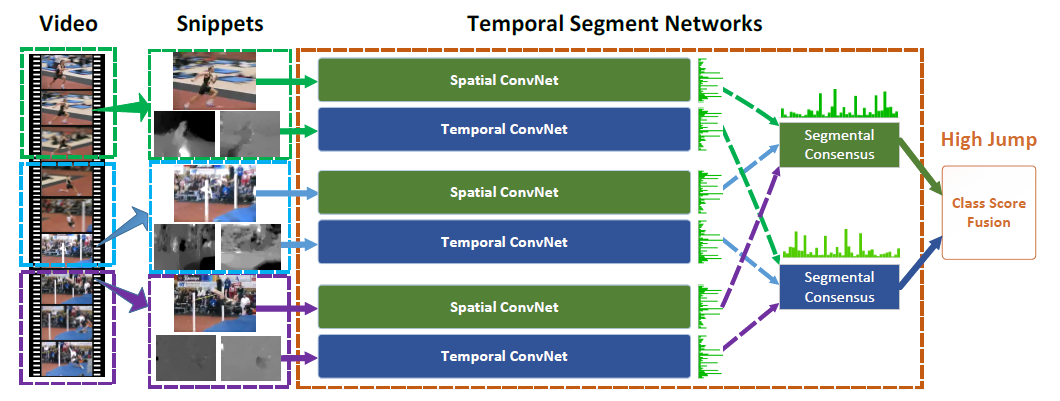 Video
Snippets
Temporal Segment Networks
Spatial ConvNet
Temporal ConvNet
Spatial ConvNet
Temporal ConvNet
Spatial ConvNet
Temporal ConvNet
Segmental
Consensus
Segmental
Consensus
High Jump
Class Score
Fusion